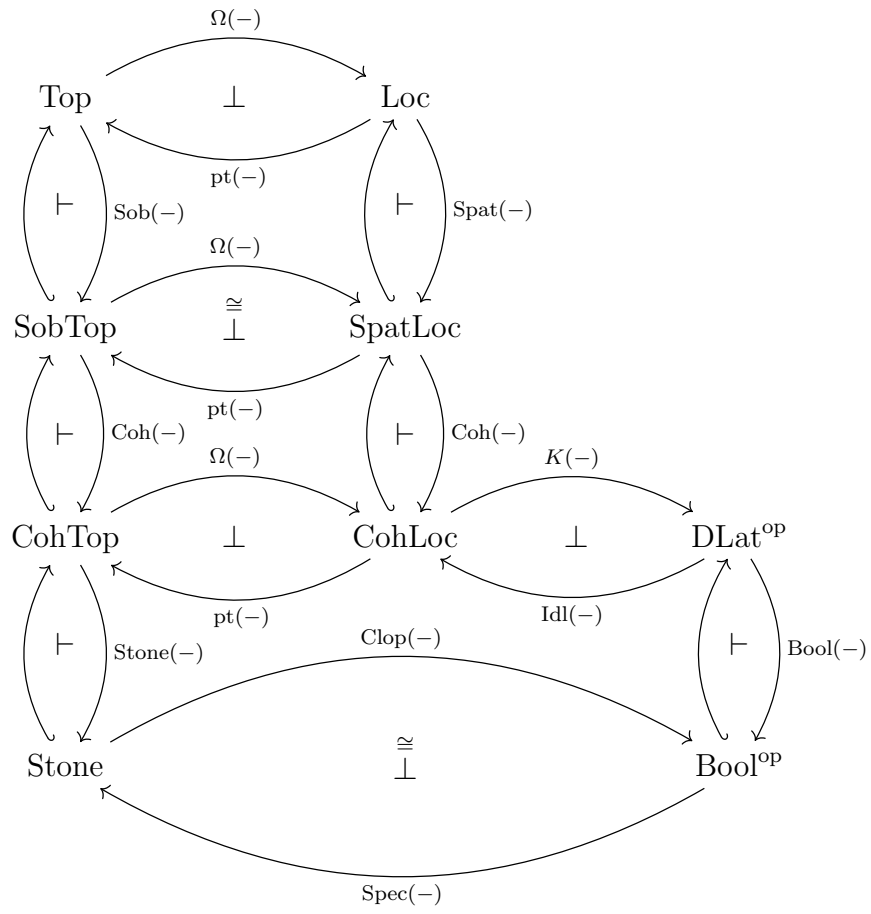 Ω(−)
Top ⊥ Loc
pt(−)
⊢ Sob(−) ⊢ Spat(−)
Ω(−)
≅
SobTop ⊥ SpatLoc
pt(−)
⊢ Coh(−) ⊢ Coh(−)
Ω(−) K(−)
CohTop ⊥ CohLoc ⊥ DLat^op
pt(−) Idl(−)
⊢ Stone(−) Clop(−) ⊢ Bool(−)
≅
Stone ⊥ Bool^op
Spec(−)